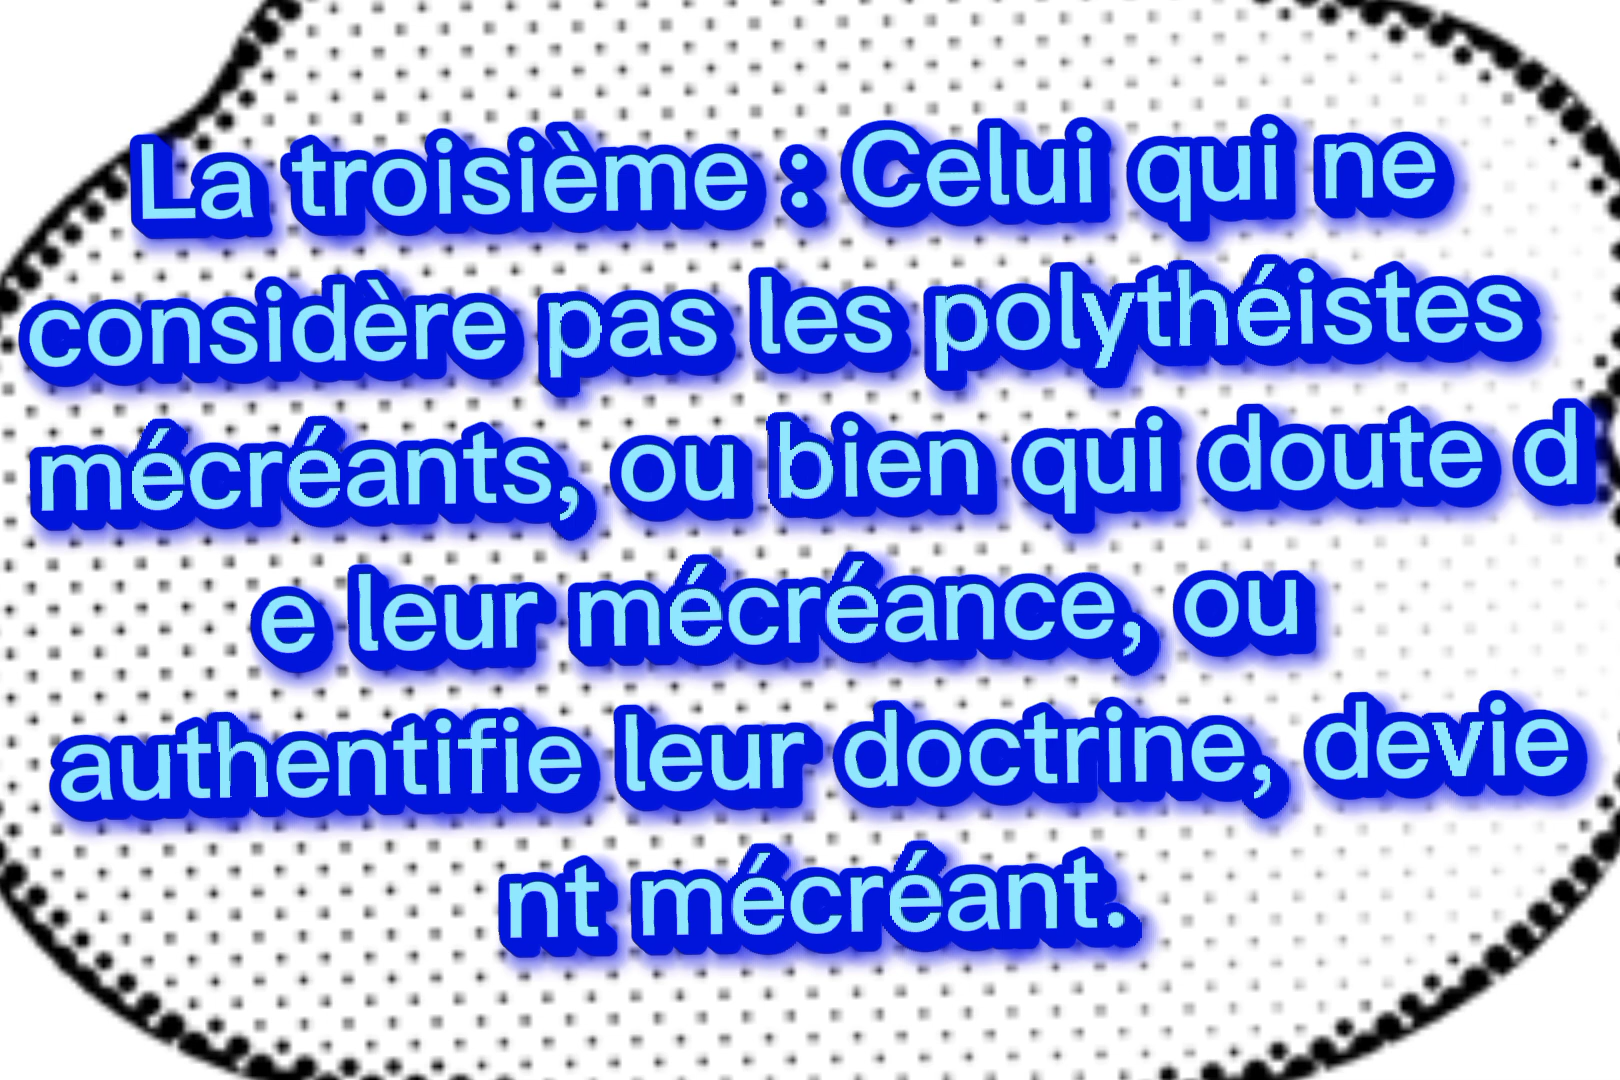 La troisième : Celui qui ne
considère pas les polythéistes
mécréants, ou bien qui doute d
e leur mécréance, ou
authentifie leur doctrine, devie
nt mécréant.